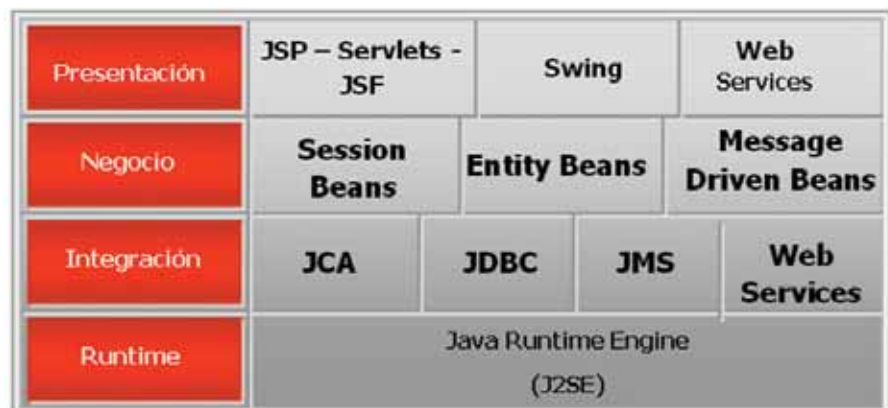 Presentación
JSP – Servlets -
JSF
Swing
Web
Services
Negocio
Session
Beans
Entity Beans
Message
Driven Beans
Integración
JCA
JDBC
JMS
Web
Services
Runtime
Java Runtime Engine
(J2SE)